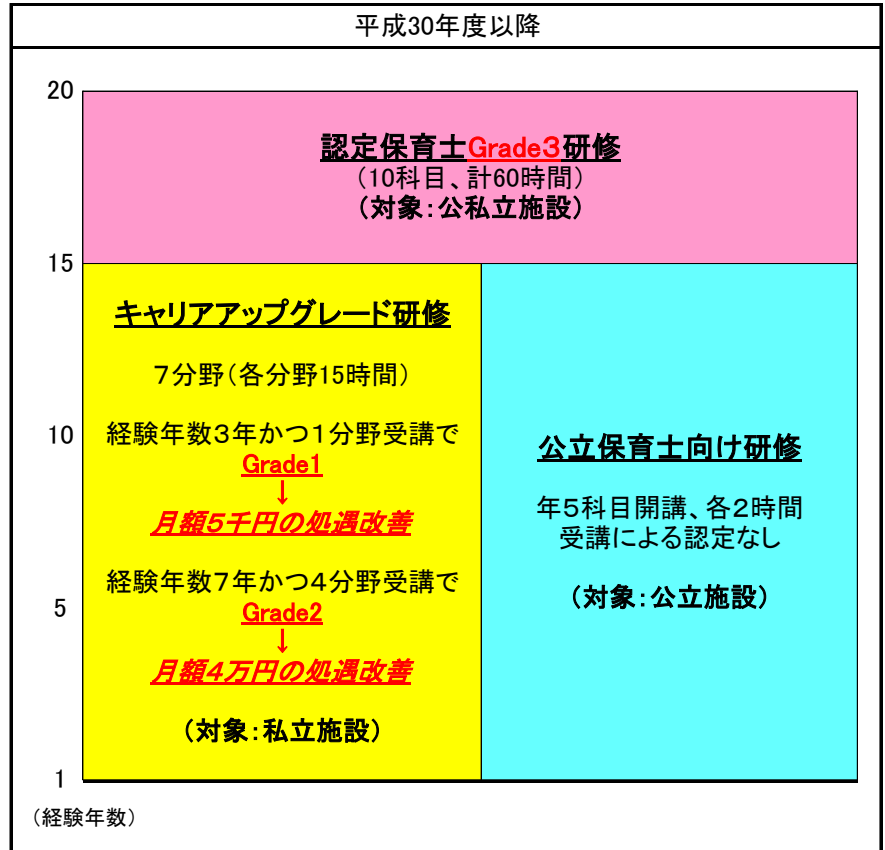 平成30年度以降
20
認定保育士Grade3研修
(10科目、計60時間)
(対象:公私立施設)
15
キャリアアップグレード研修
7分野(各分野15時間)
経験年数3年かつ1分野受講で
Grade1
↓
月額5千円の処遇改善
経験年数7年かつ4分野受講で
Grade2
↓
月額4万円の処遇改善
(対象:私立施設)
10
公立保育士向け研修
年5科目開講、各2時間
受講による認定なし
(対象:公立施設)
5
1
(経験年数)